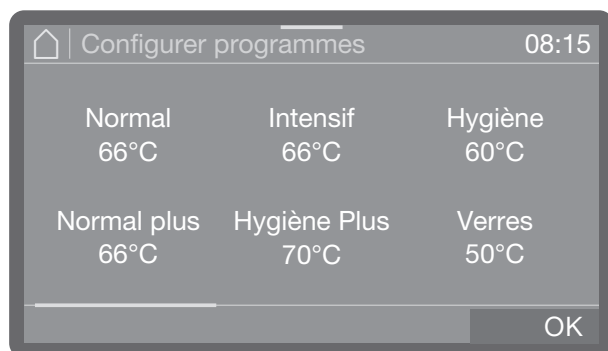 Configurer programmes 08:15
Normal Intensif Hygiène
66°C 66°C 60°C
Normal plus Hygiène Plus Verres
66°C 70°C 50°C
OK